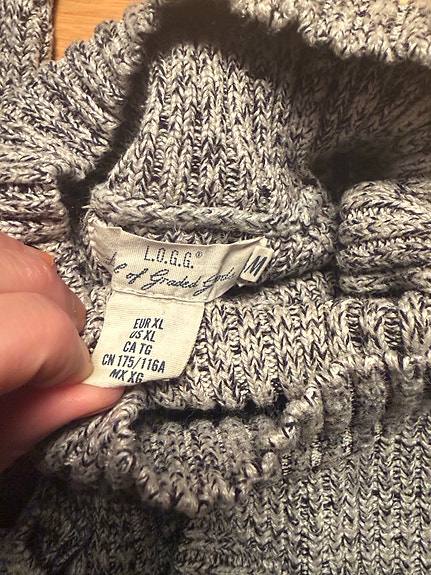 L.O.G.G.®
of Graded Goods
M
EUR XL
US XL
CA TG
CN 175/116A
MX XG